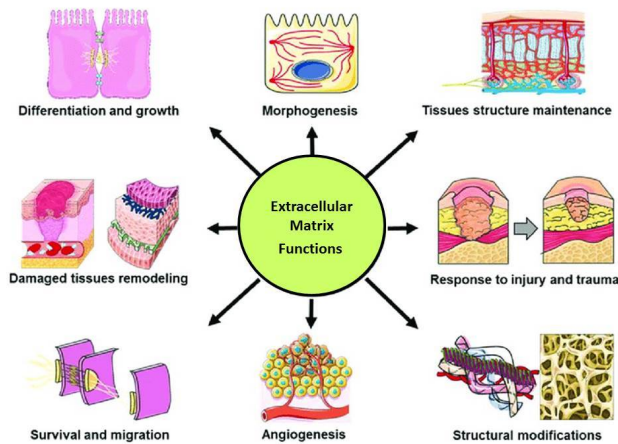 Differentiation and growth
Morphogenesis
Tissues structure maintenance
Extracellular
Matrix
Functions
Damaged tissues remodeling
Response to injury and trauma
Survival and migration
Angiogenesis
Structural modifications